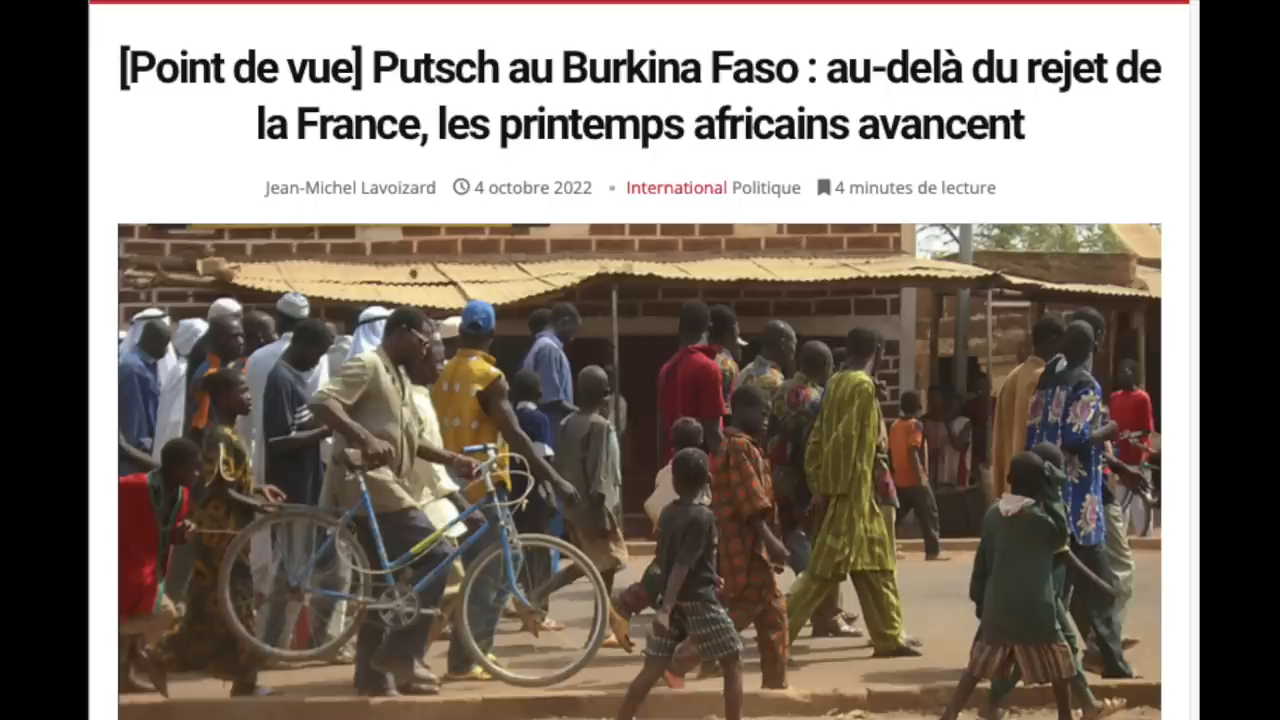 [Point de vue] Putsch au Burkina Faso : au-delà du rejet de
la France, les printemps africains avancent
Jean-Michel Lavoizard 4 octobre 2022 • International Politique 4 minutes de lecture